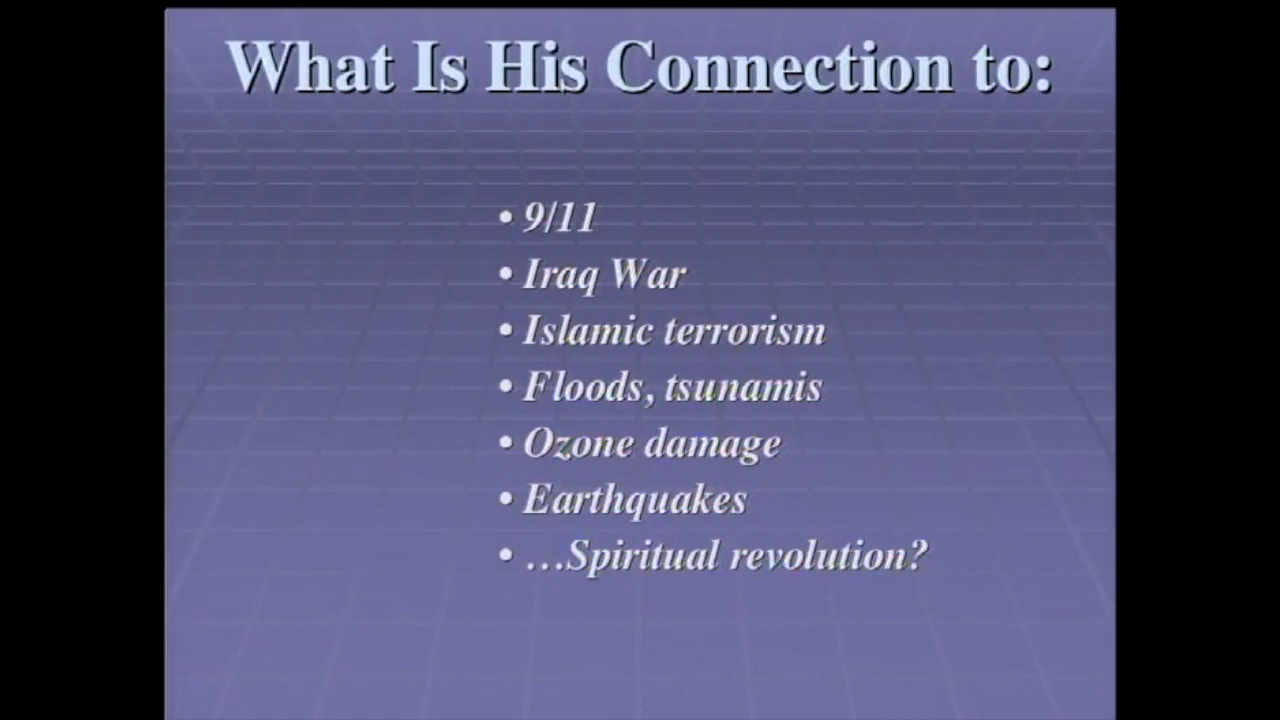 What Is His Connection to:
• 9/11
• Iraq War
• Islamic terrorism
• Floods, tsunamis
• Ozone damage
• Earthquakes
• …Spiritual revolution?